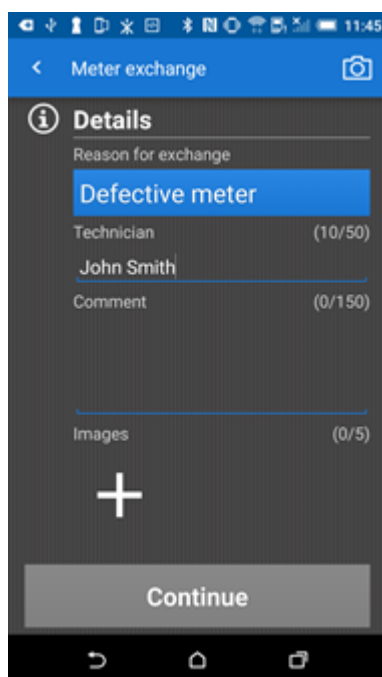 11:45
Meter exchange
Details
Reason for exchange
Defective meter
Technician (10/50)
John Smith
Comment (0/150)
Images (0/5)
Continue